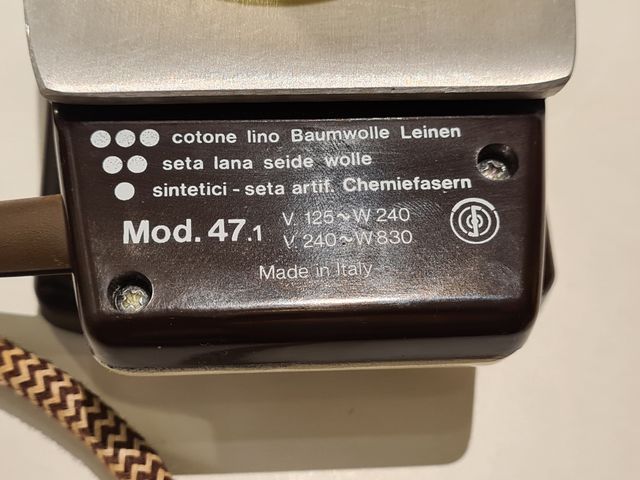 cotone lino Baumwolle Leinen
seta lana seide wolle
sintetici - seta artif. Chemiefasern
Mod. 47.1
V 125~W 240
V. 240~W 830
Made in Italy